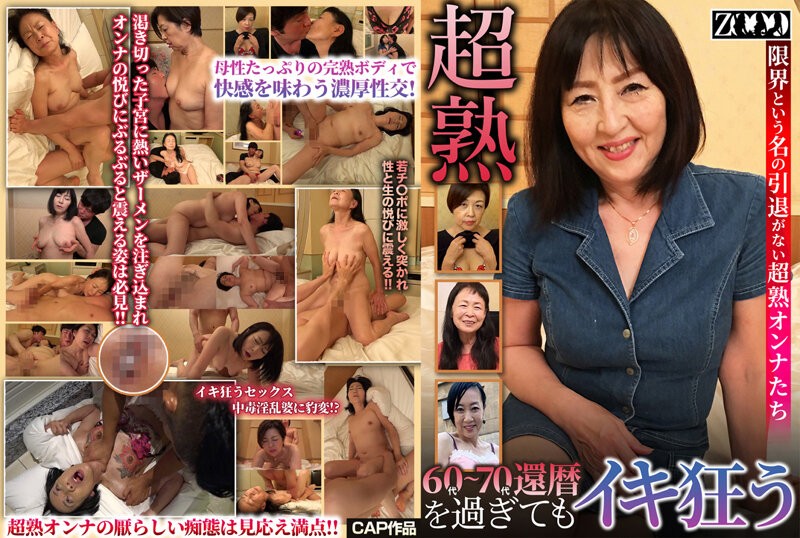 ZOOO
限界という名の引退がない超熟オンナたち
超熟
60代~70代還暦
を過ぎても
イキ狂う
母性たっぷりの完熟ボディで
快感を味わう濃厚性交!
渇き切った子宮に熱いザーメンを注ぎ込まれ
オンナの悦びにぶるぶると震える姿は必見!!
若チ〇ポに激しく突かれ
性と生の悦びに震える!!
イキ狂うセックス
中毒淫乱婆に豹変!?
超熟オンナの厭らしい痴態は見応え満点!!
CAP作品